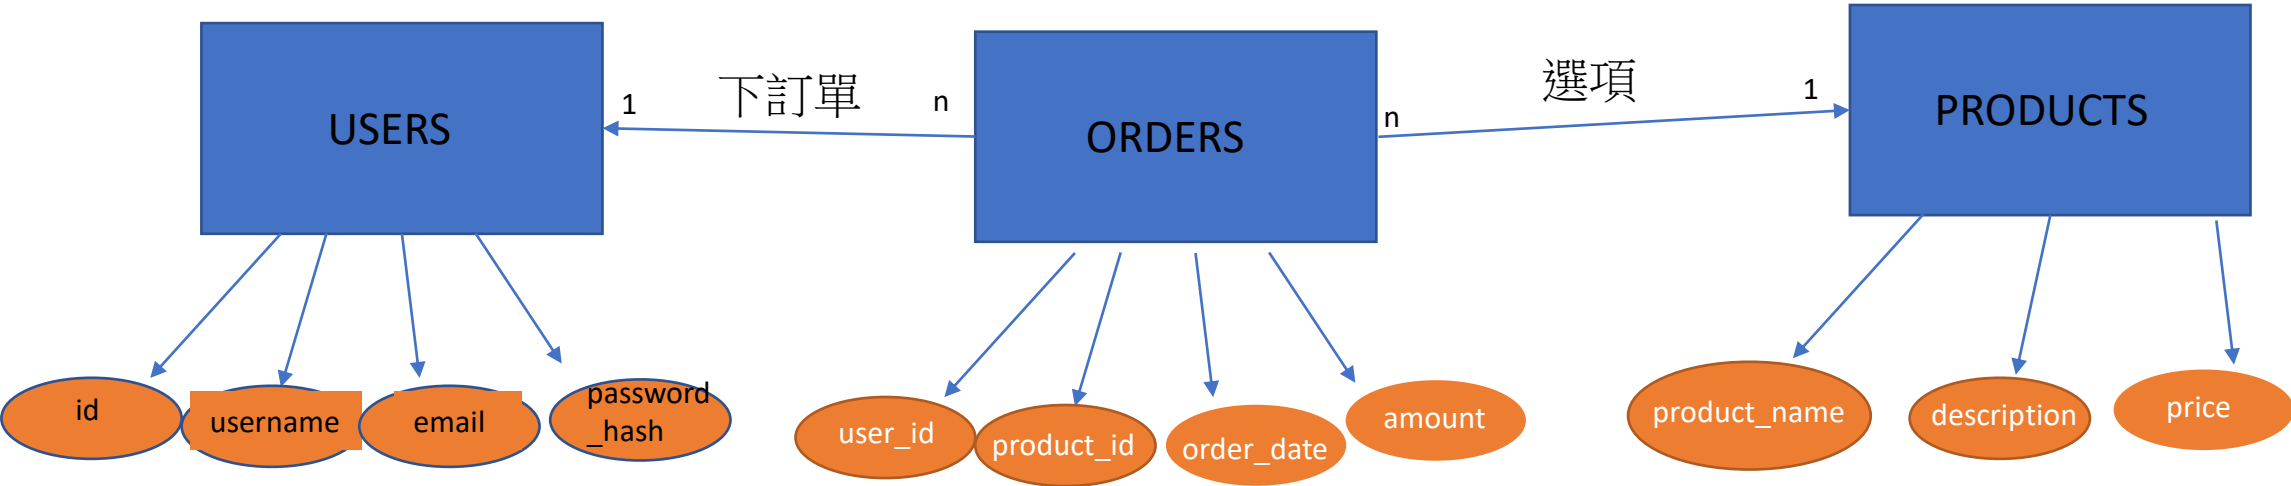 USERS
1
下訂單
n
ORDERS
n
選項
1
PRODUCTS
id
username
email
password
_hash
user_id
product_id
order_date
amount
product_name
description
price